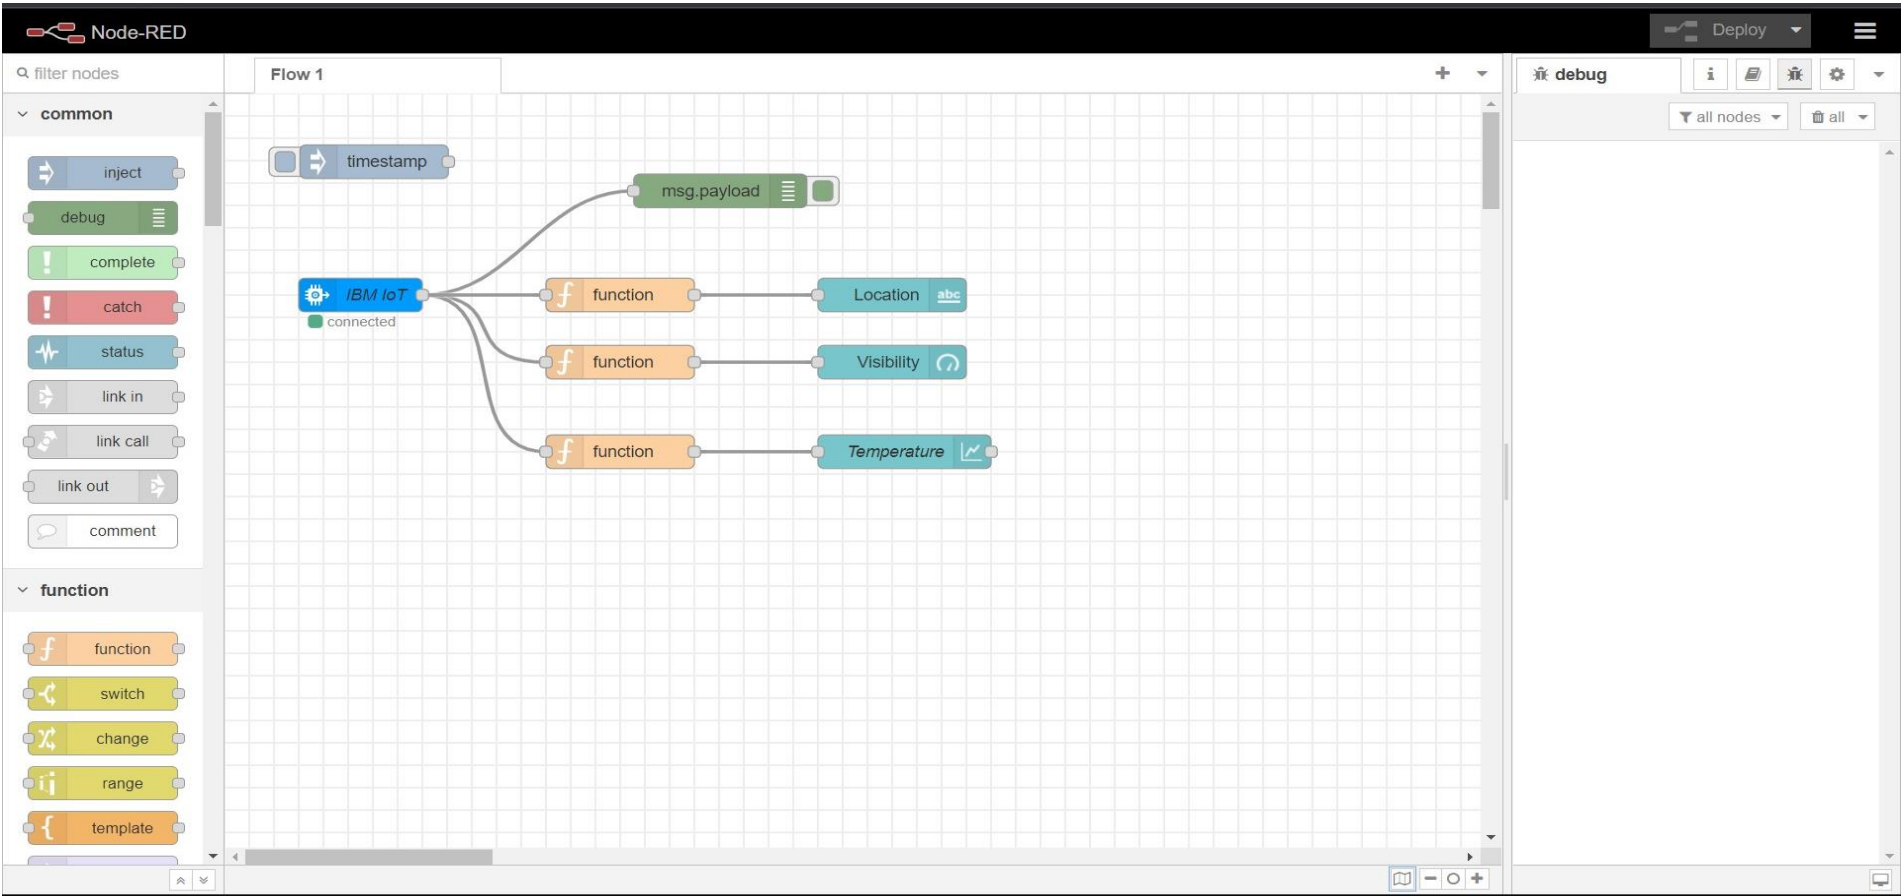 Node-RED
Deploy
filter nodes
Flow 1
debug
i
all nodes
all
common
inject
debug
complete
catch
status
link in
link call
link out
comment
function
function
switch
change
range
template
timestamp
msg.payload
IBM IoT
connected
function
Location
abc
function
Visibility
function
Temperature